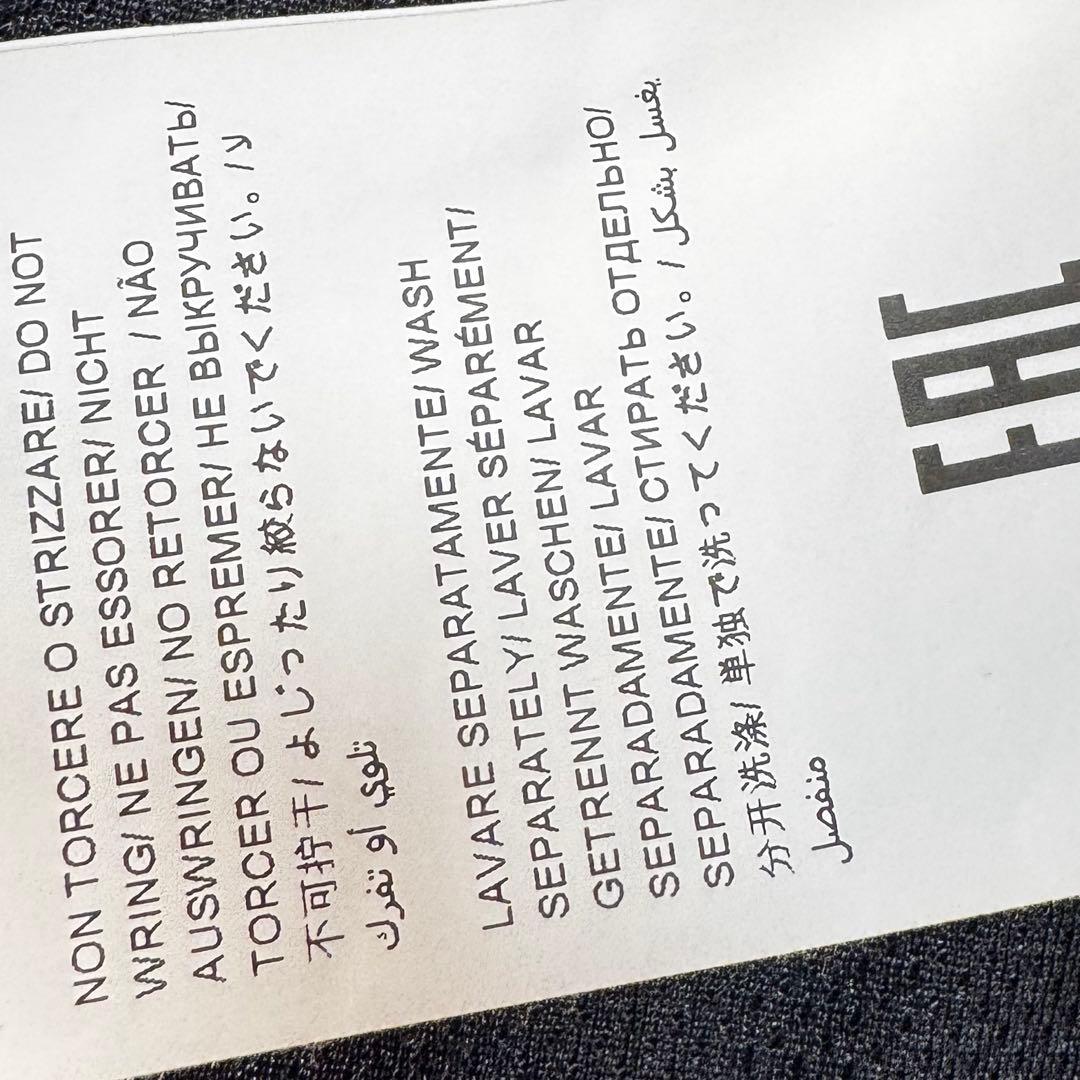 NON TORCERE O STRIZZARE/ DO NOT
WRING/ NE PAS ESSORER/ NICHT
AUSWRINGEN/ NO RETORCER / NÃO
TORCER OU ESPREMER/ НЕ ВЫКРУЧИВАТЬ/
不可拧干/ よじったり絞らないでください。/ لا
تلوي أو تفرك
LAVARE SEPARATAMENTE/ WASH
SEPARATELY/ LAVER SÉPARÉMENT/
GETRENNT WASCHEN/ LAVAR
SEPARADAMENTE/ LAVAR
SEPARADAMENTE/ СТИРАТЬ ОТДЕЛЬНО/
分开洗涤/ 単独で洗ってください。/ يغسل بشكل
منفصل